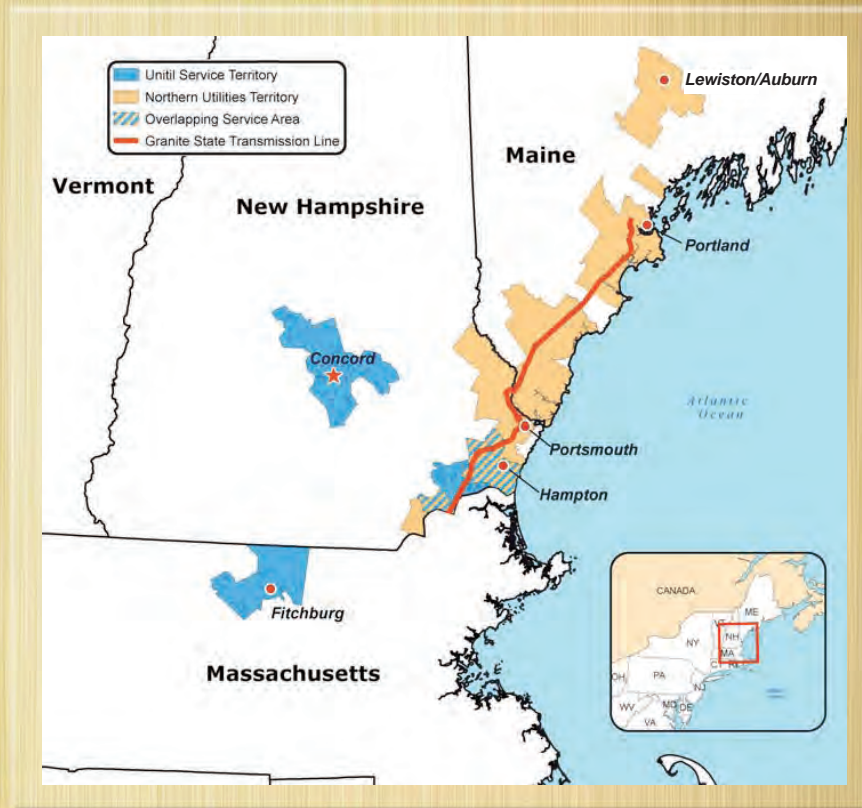 Unitil Service Territory
Northern Utilities Territory
Overlapping Service Area
Granite State Transmission Line
Lewiston/Auburn
Maine
Vermont
New Hampshire
Portland
Concord
Atlantic
Ocean
Portsmouth
Hampton
Fitchburg
Massachusetts
CANADA
ME
VT
NH
NY
MA
CT
RI
PA
OH
NJ
WV
MD
DE
VA